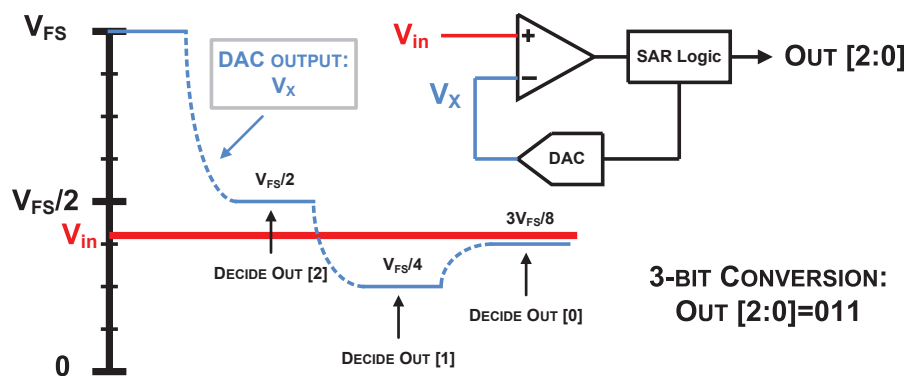 VFS
VFS/2
Vin
0
DAC OUTPUT:
VX
VFS/2
DECIDE OUT [2]
VFS/4
DECIDE OUT [1]
3VFS/8
DECIDE OUT [0]
Vin
+
−
VX
SAR Logic
DAC
OUT [2:0]
3-BIT CONVERSION:
OUT [2:0]=011